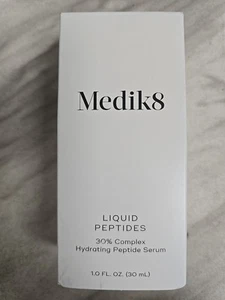 Medik8
LIQUID
PEPTIDES
30% Complex
Hydrating Peptide Serum
1.0 FL. OZ. (30 mL)